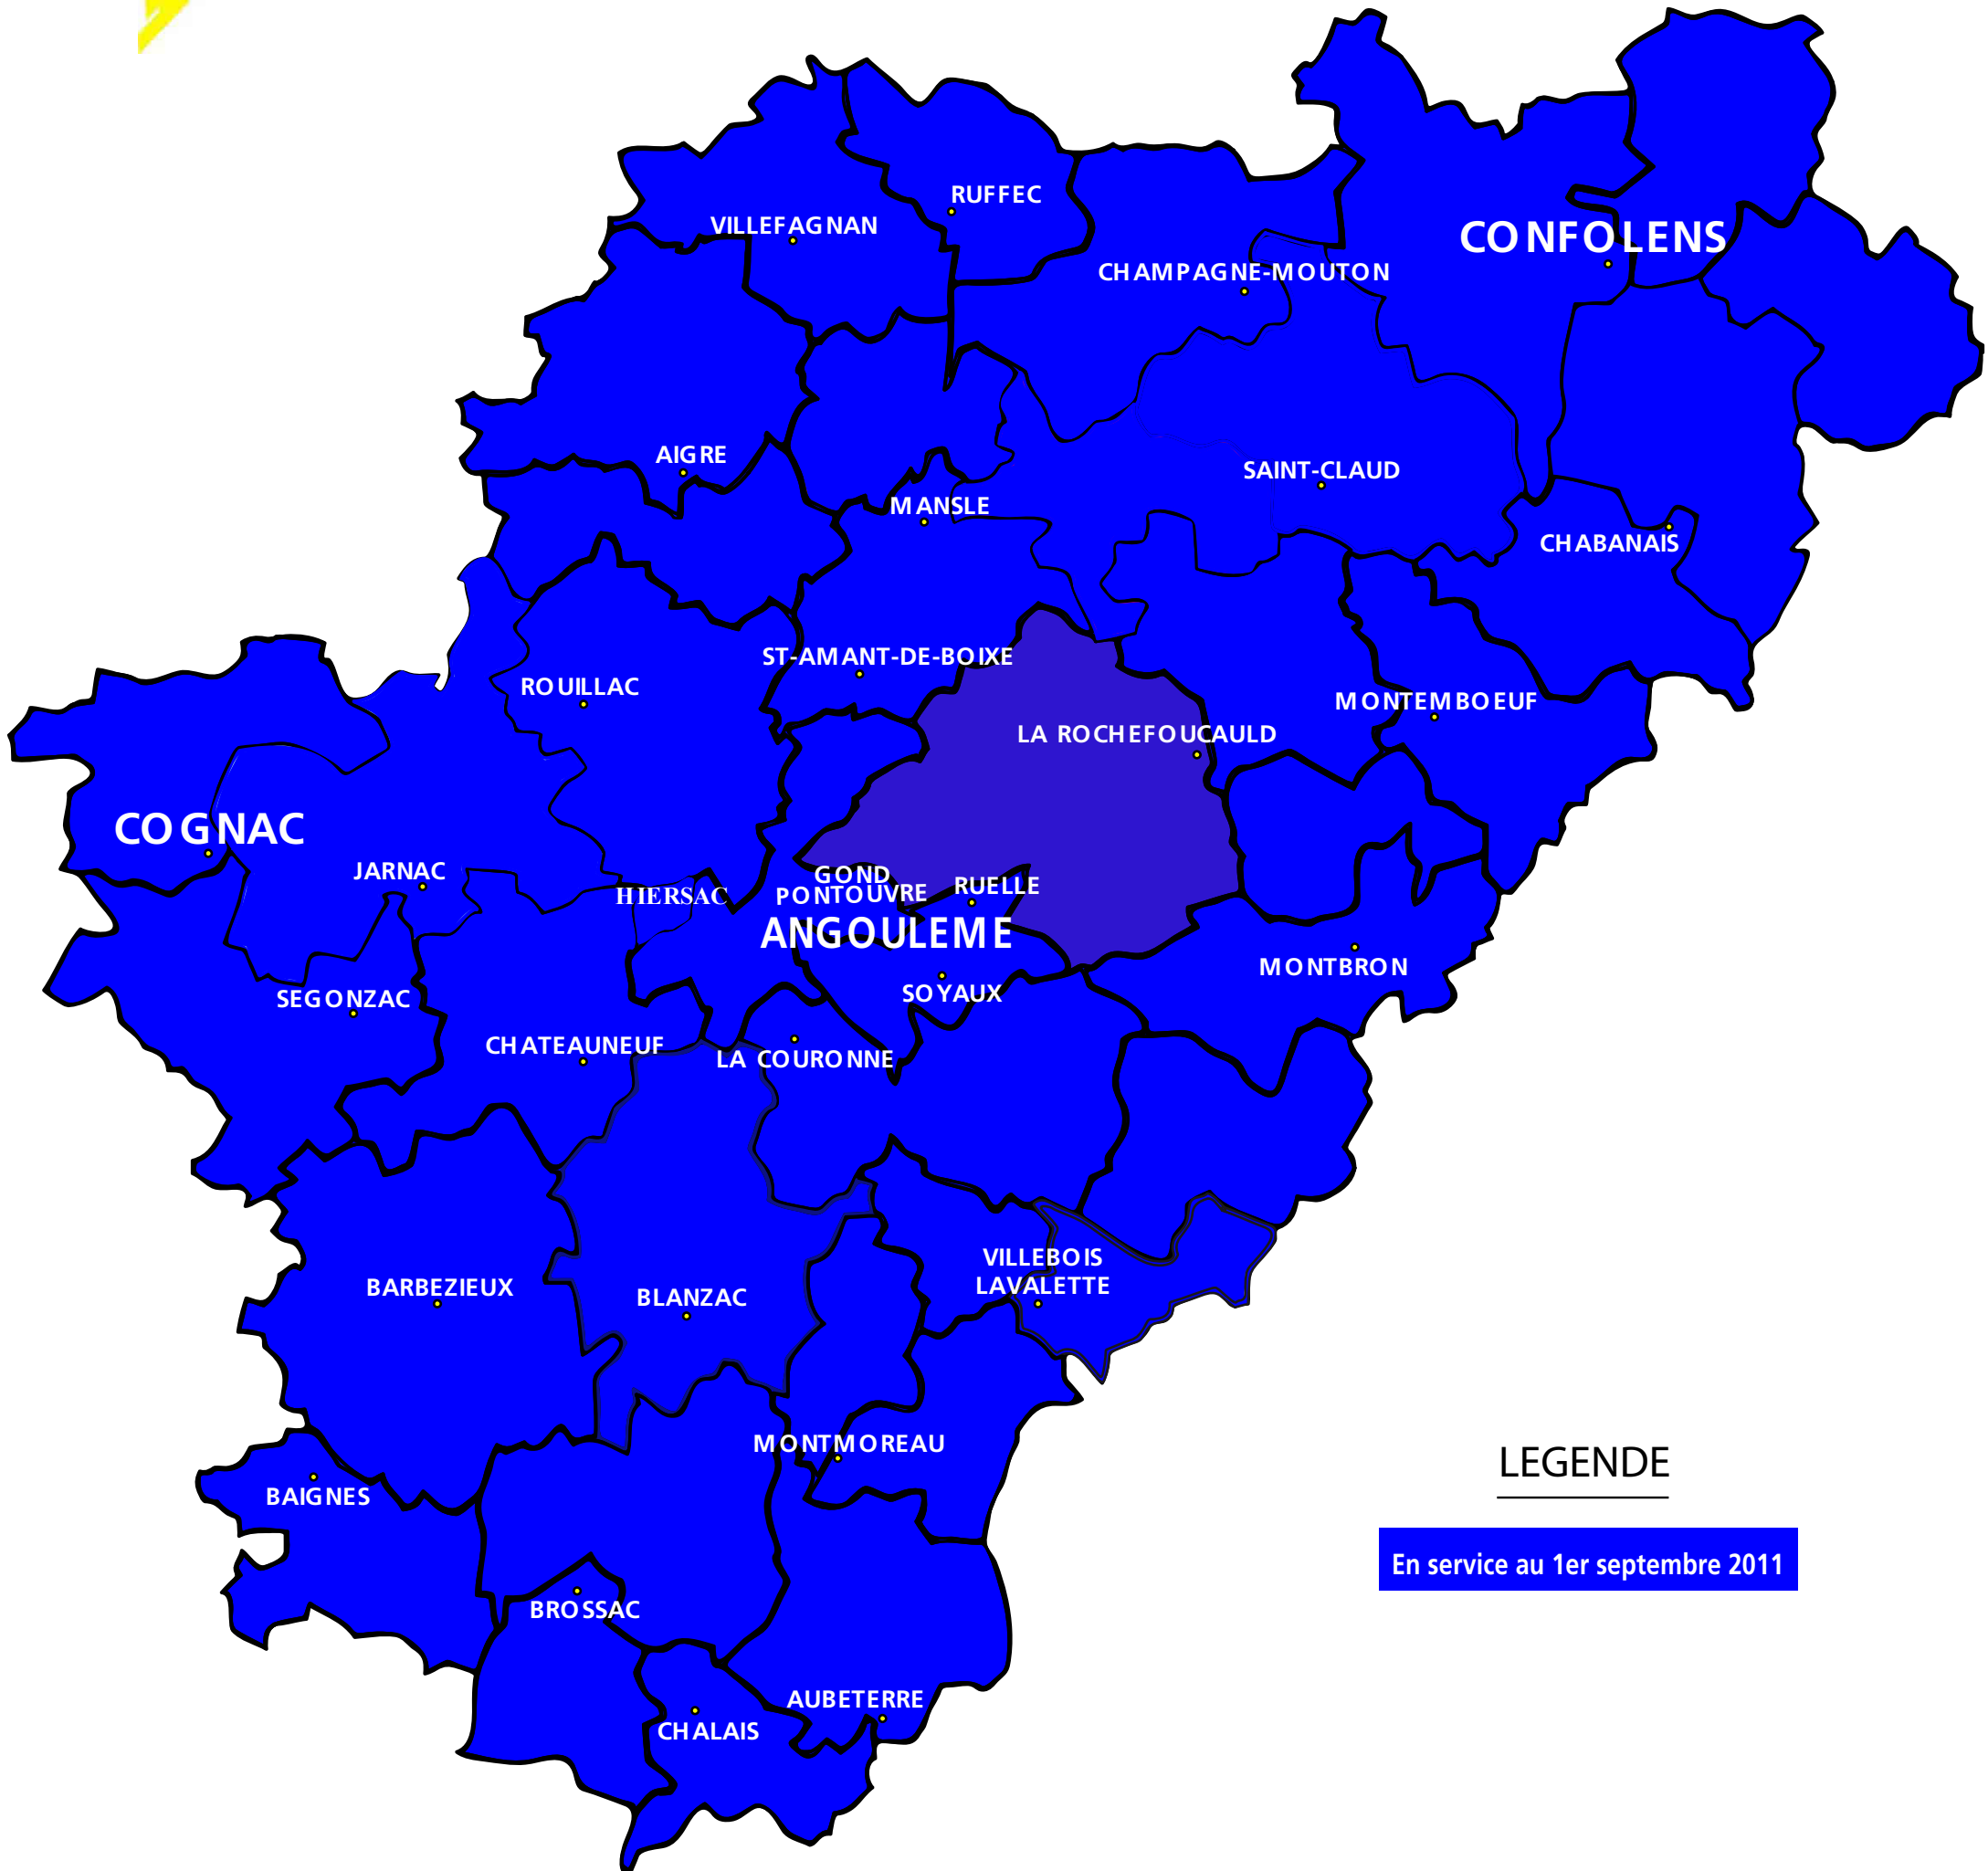 RUFFEC
VILLEFAGNAN
CONFOLENS
CHAMPAGNE-MOUTON
AIGRE
SAINT-CLAUD
MANSLE
CHABANAIS
ST-AMANT-DE-BOIXE
ROUILLAC
MONTEMBOEUF
LA ROCHEFOUCAULD
COGNAC
JARNAC
GOND
PONTOUVRE
RUELLE
HIERSAC
ANGOULEME
MONTBRON
SOYAUX
SEGONZAC
CHATEAUNEUF
LA COURONNE
VILLEBOIS
LAVALETTE
BARBEZIEUX
BLANZAC
MONTMOREAU
LEGENDE
BAIGNES
En service au 1er septembre 2011
BROSSAC
AUBETERRE
CHALAIS